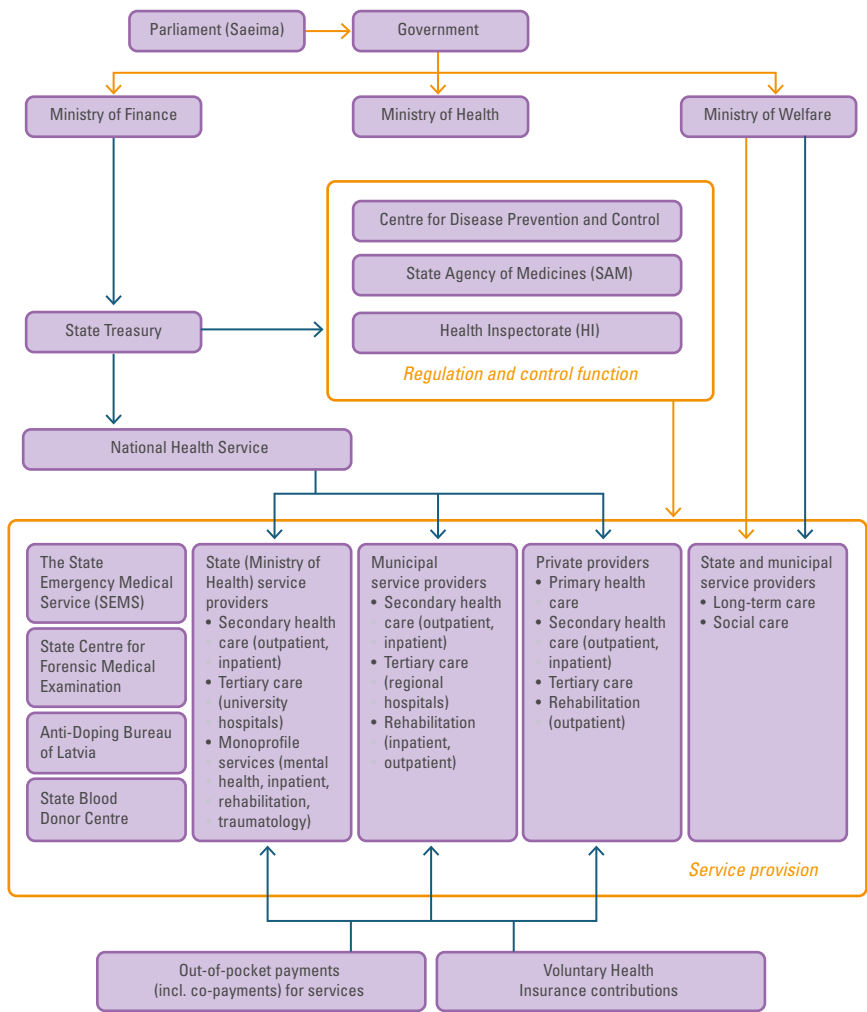 Parliament (Saeima)
Government
Ministry of Finance
Ministry of Health
Ministry of Welfare
Centre for Disease Prevention and Control
State Agency of Medicines (SAM)
State Treasury
Health Inspectorate (HI)
Regulation and control function
National Health Service
The State
Emergency Medical
Service (SEMS)
State Centre for
Forensic Medical
Examination
Anti-Doping Bureau
of Latvia
State Blood
Donor Centre
State (Ministry of
Health) service
providers
• Secondary health
care (outpatient,
inpatient)
• Tertiary care
(university
hospitals)
• Monoprofile
services (mental
health, inpatient,
rehabilitation,
traumatology)
Municipal
service providers
• Secondary health
care (outpatient,
inpatient)
• Tertiary care
(regional
hospitals)
• Rehabilitation
(inpatient,
outpatient)
Private providers
• Primary health
care
• Secondary health
care (outpatient,
inpatient)
• Tertiary care
• Rehabilitation
(outpatient)
State and municipal
service providers
• Long-term care
• Social care
Service provision
Out-of-pocket payments
(incl. co-payments) for services
Voluntary Health
Insurance contributions